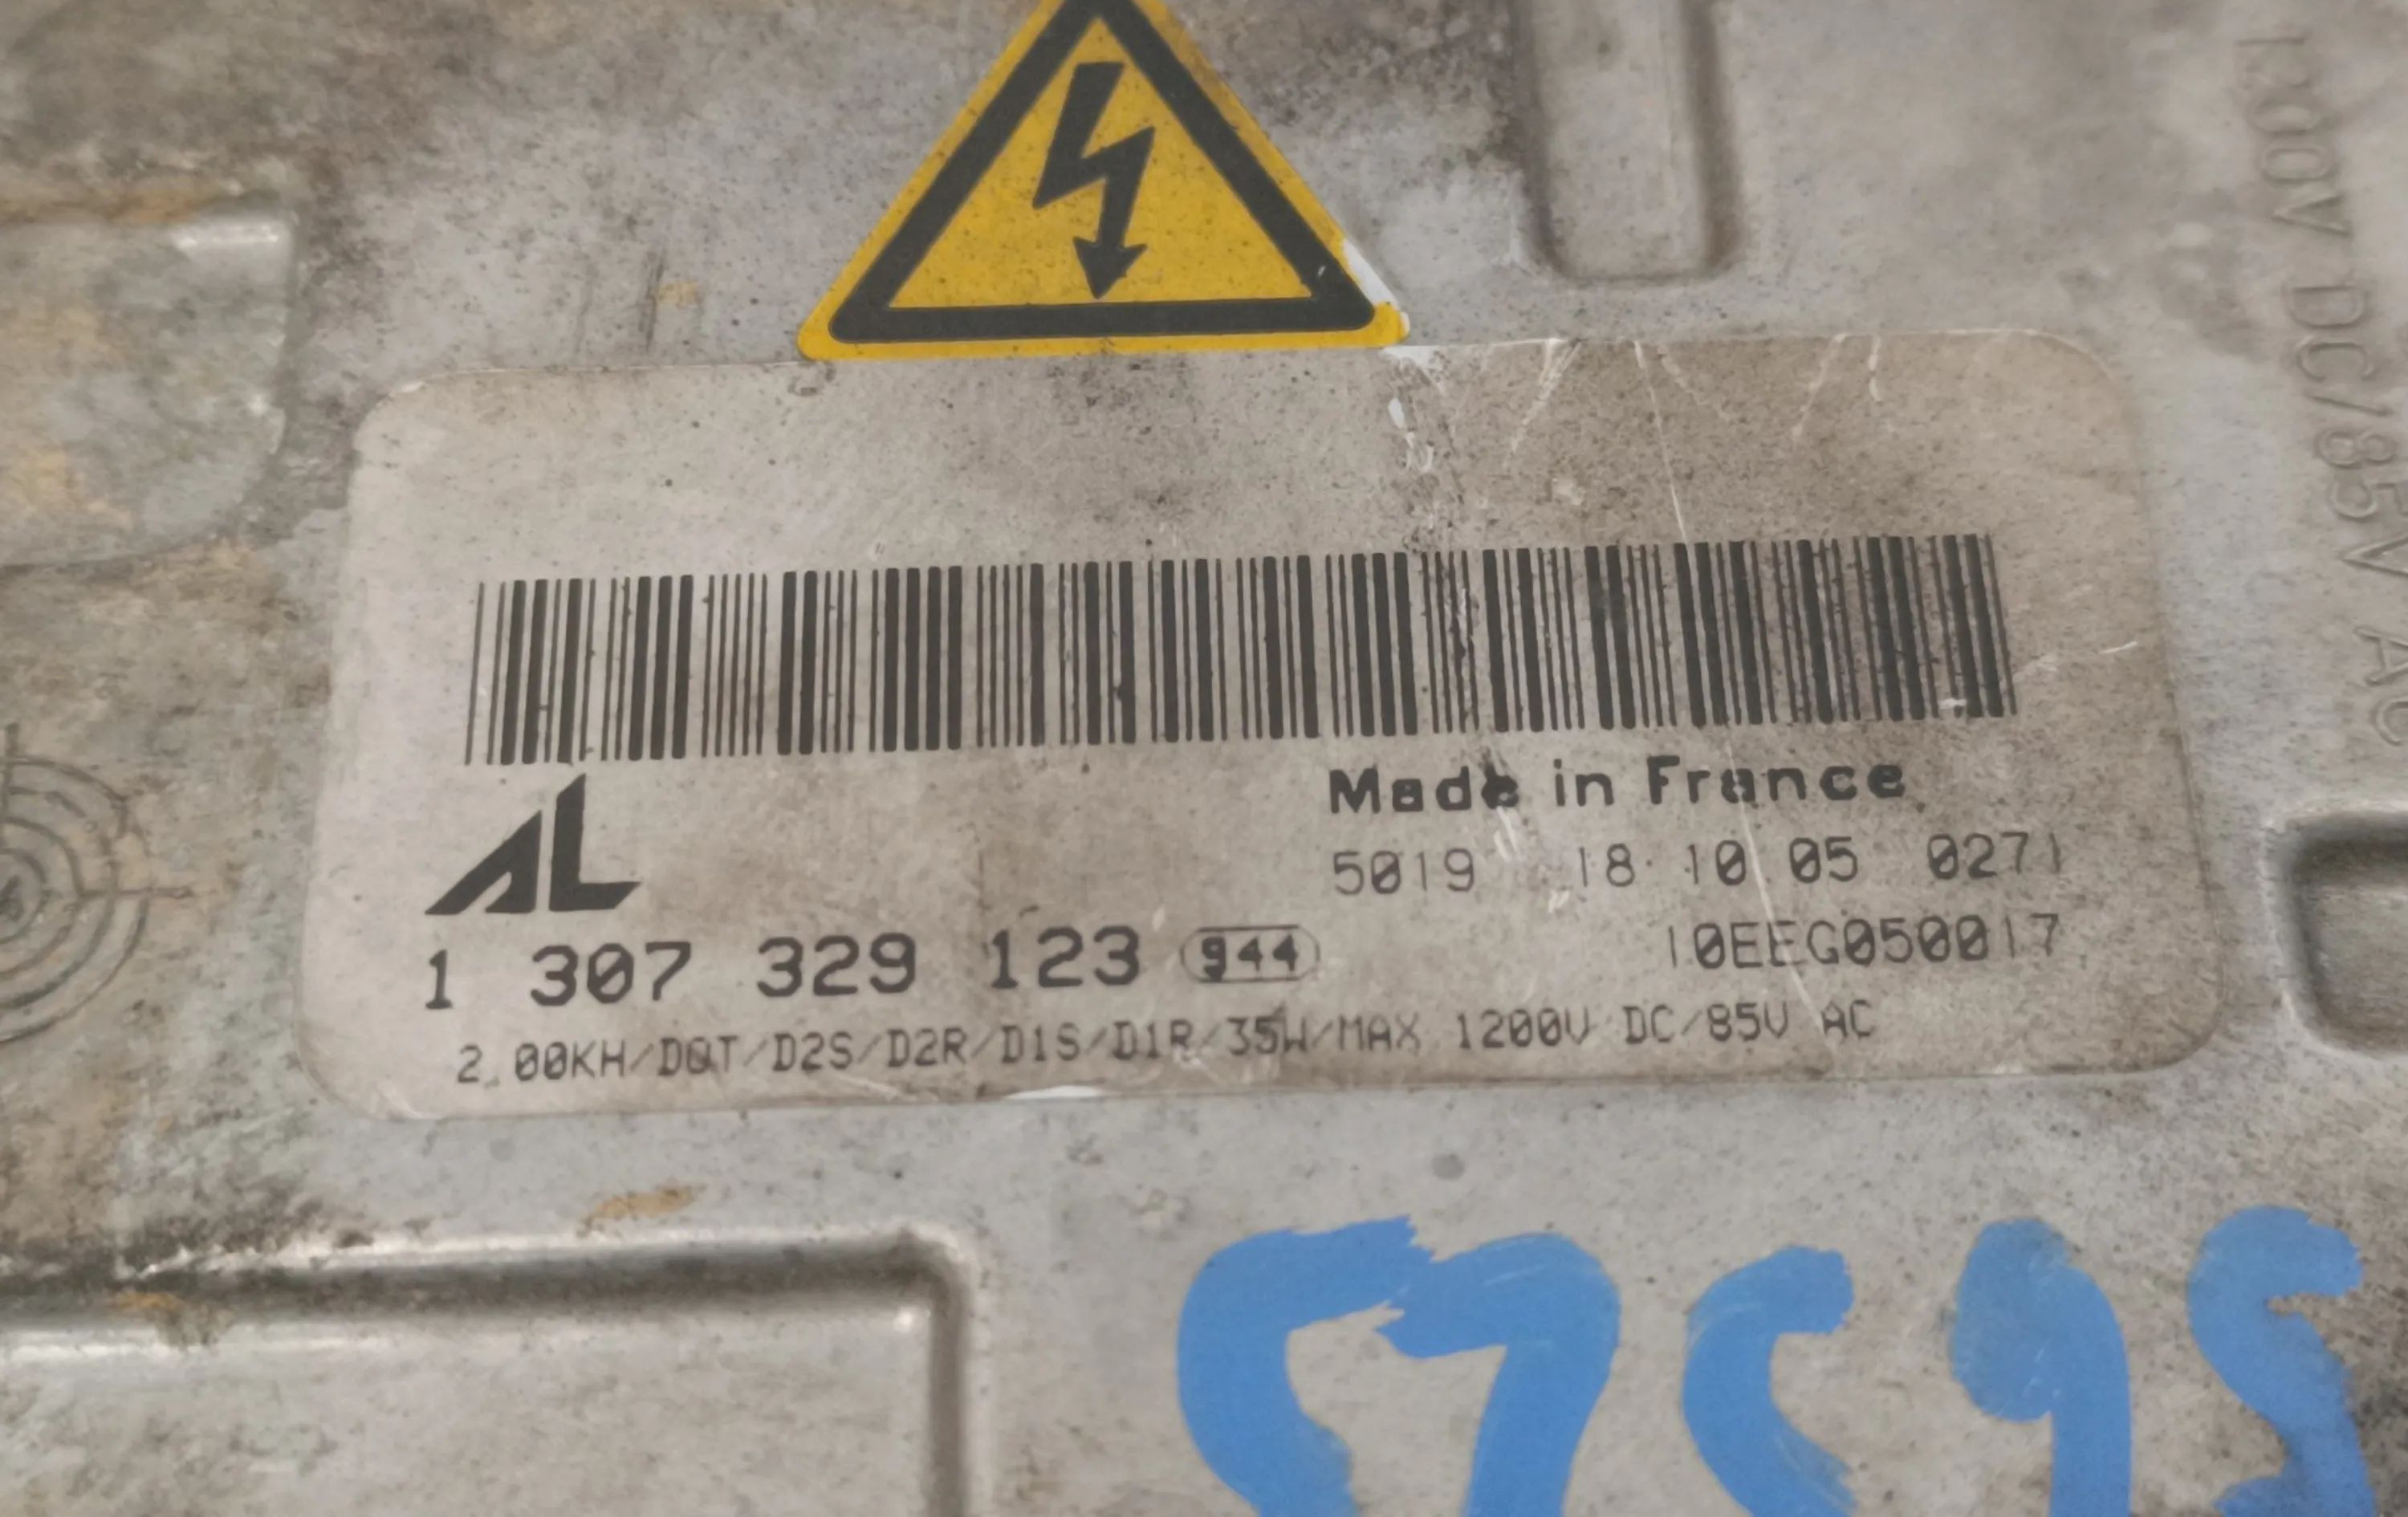 1200V DC/85V AC
Made in France
AL
5019 18.10.05 0271
1 307 329 123 944
10EEG050017
2.00KH/DQT/D2S/D2R/D1S/D1R/35W/MAX 1200V DC/85V AC